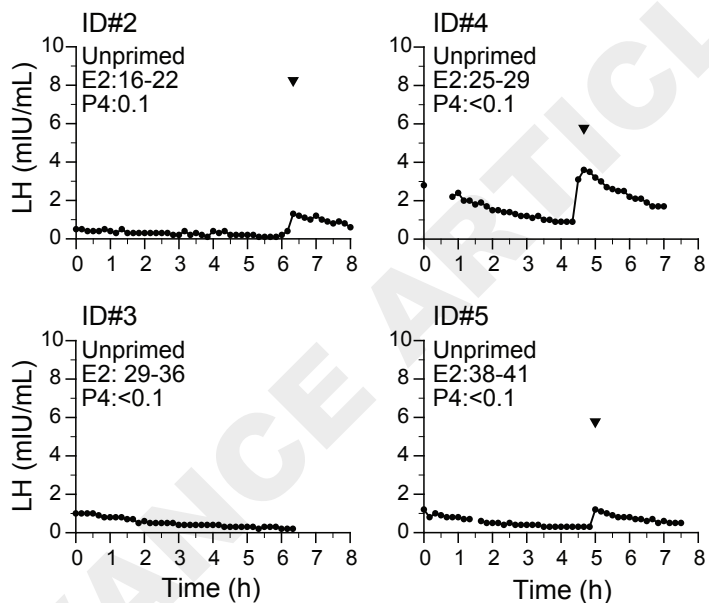 ID#2
Unprimed
E2:16-22
P4:0.1
LH (mIU/mL)
10
8
6
4
2
0
0 1 2 3 4 5 6 7 8
ID#4
Unprimed
E2:25-29
P4:<0.1
10
8
6
4
2
0
0 1 2 3 4 5 6 7 8
ID#3
Unprimed
E2: 29-36
P4:<0.1
LH (mIU/mL)
10
8
6
4
2
0
0 1 2 3 4 5 6 7 8
Time (h)
ID#5
Unprimed
E2:38-41
P4:<0.1
10
8
6
4
2
0
0 1 2 3 4 5 6 7 8
Time (h)
VANCE ARTICL